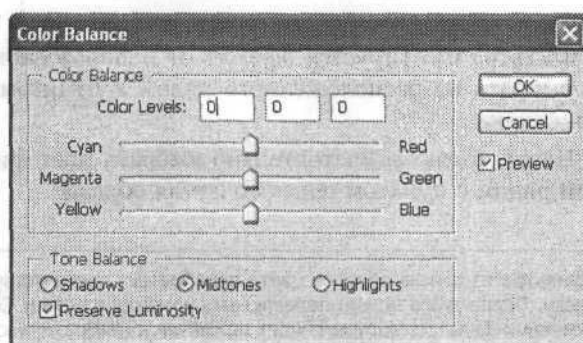 Color Balance
Color Balance
Color Levels: 0 0 0
Cyan Red
Magenta Green
Yellow Blue
OK
Cancel
Preview
Tone Balance
Shadows Midtones Highlights
Preserve Luminosity